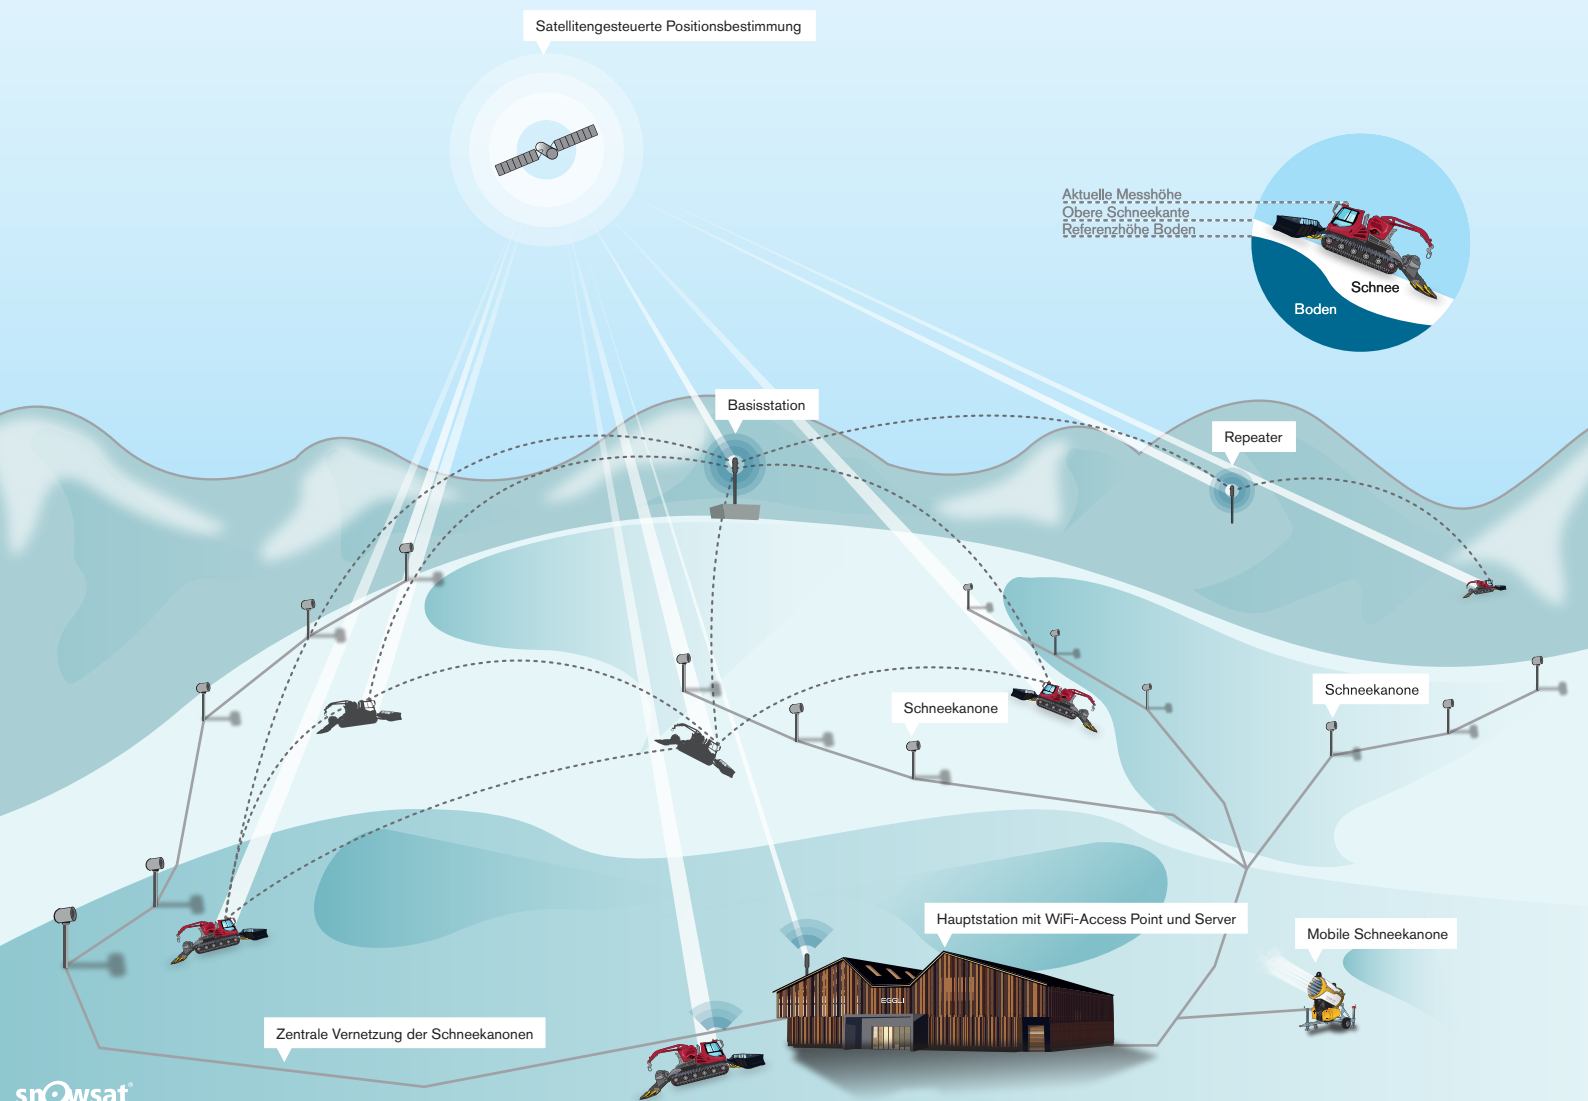 Satellitengesteuerte Positionsbestimmung
Aktuelle Messhöhe
Obere Schneekante
Referenzhöhe Boden
Schnee
Boden
Basisstation
Repeater
Schneekanone
Schneekanone
Hauptstation mit WiFi-Access Point und Server
Mobile Schneekanone
EGGLI
Zentrale Vernetzung der Schneekanonen
snowsat®